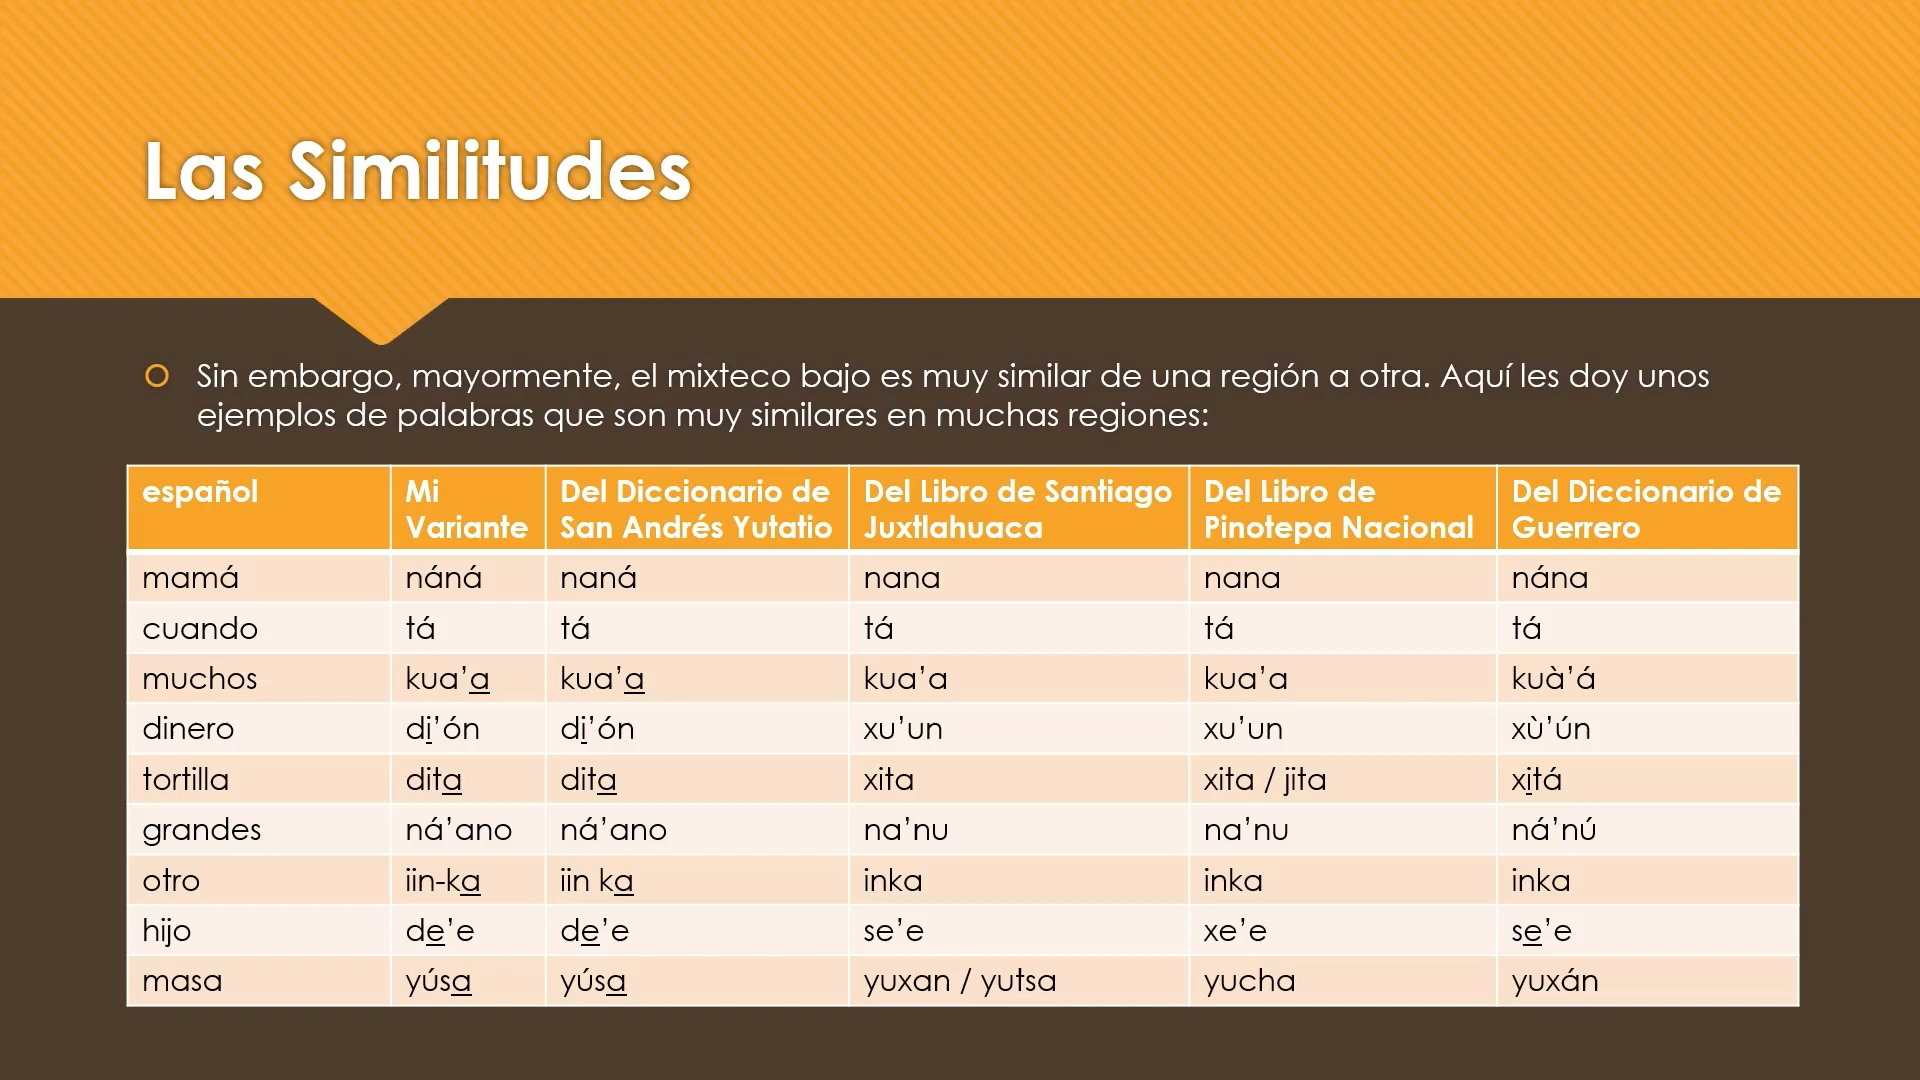 Las Similitudes
Sin embargo, mayormente, el mixteco bajo es muy similar de una región a otra. Aquí les doy unos
ejemplos de palabras que son muy similares en muchas regiones:
español | Mi Variante | Del Diccionario de San Andrés Yutatio | Del Libro de Santiago Juxtlahuaca | Del Libro de Pinotepa Nacional | Del Diccionario de Guerrero
mamá | náná | naná | nana | nana | nána
cuando | tá | tá | tá | tá | tá
muchos | kua’a̲ | kua’a̲ | kua’a | kua’a | kuà’á
dinero | di̲’ón | di̲’ón | xu’un | xu’un | xù’ún
tortilla | dita̲ | dita̲ | xita | xita / jita | xi̲tá
grandes | ná’ano | ná’ano | na’nu | na’nu | ná’nú
otro | iin-ka̲ | iin ka̲ | inka | inka | inka
hijo | de̲’e | de̲’e | se’e | xe’e | se̲’e
masa | yúsa̲ | yúsa̲ | yuxan / yutsa | yucha | yuxán